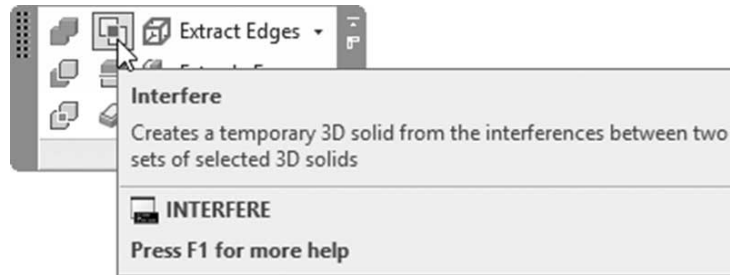 Extract Edges
Interfere
Creates a temporary 3D solid from the interferences between two
sets of selected 3D solids
INTERFERE
Press F1 for more help